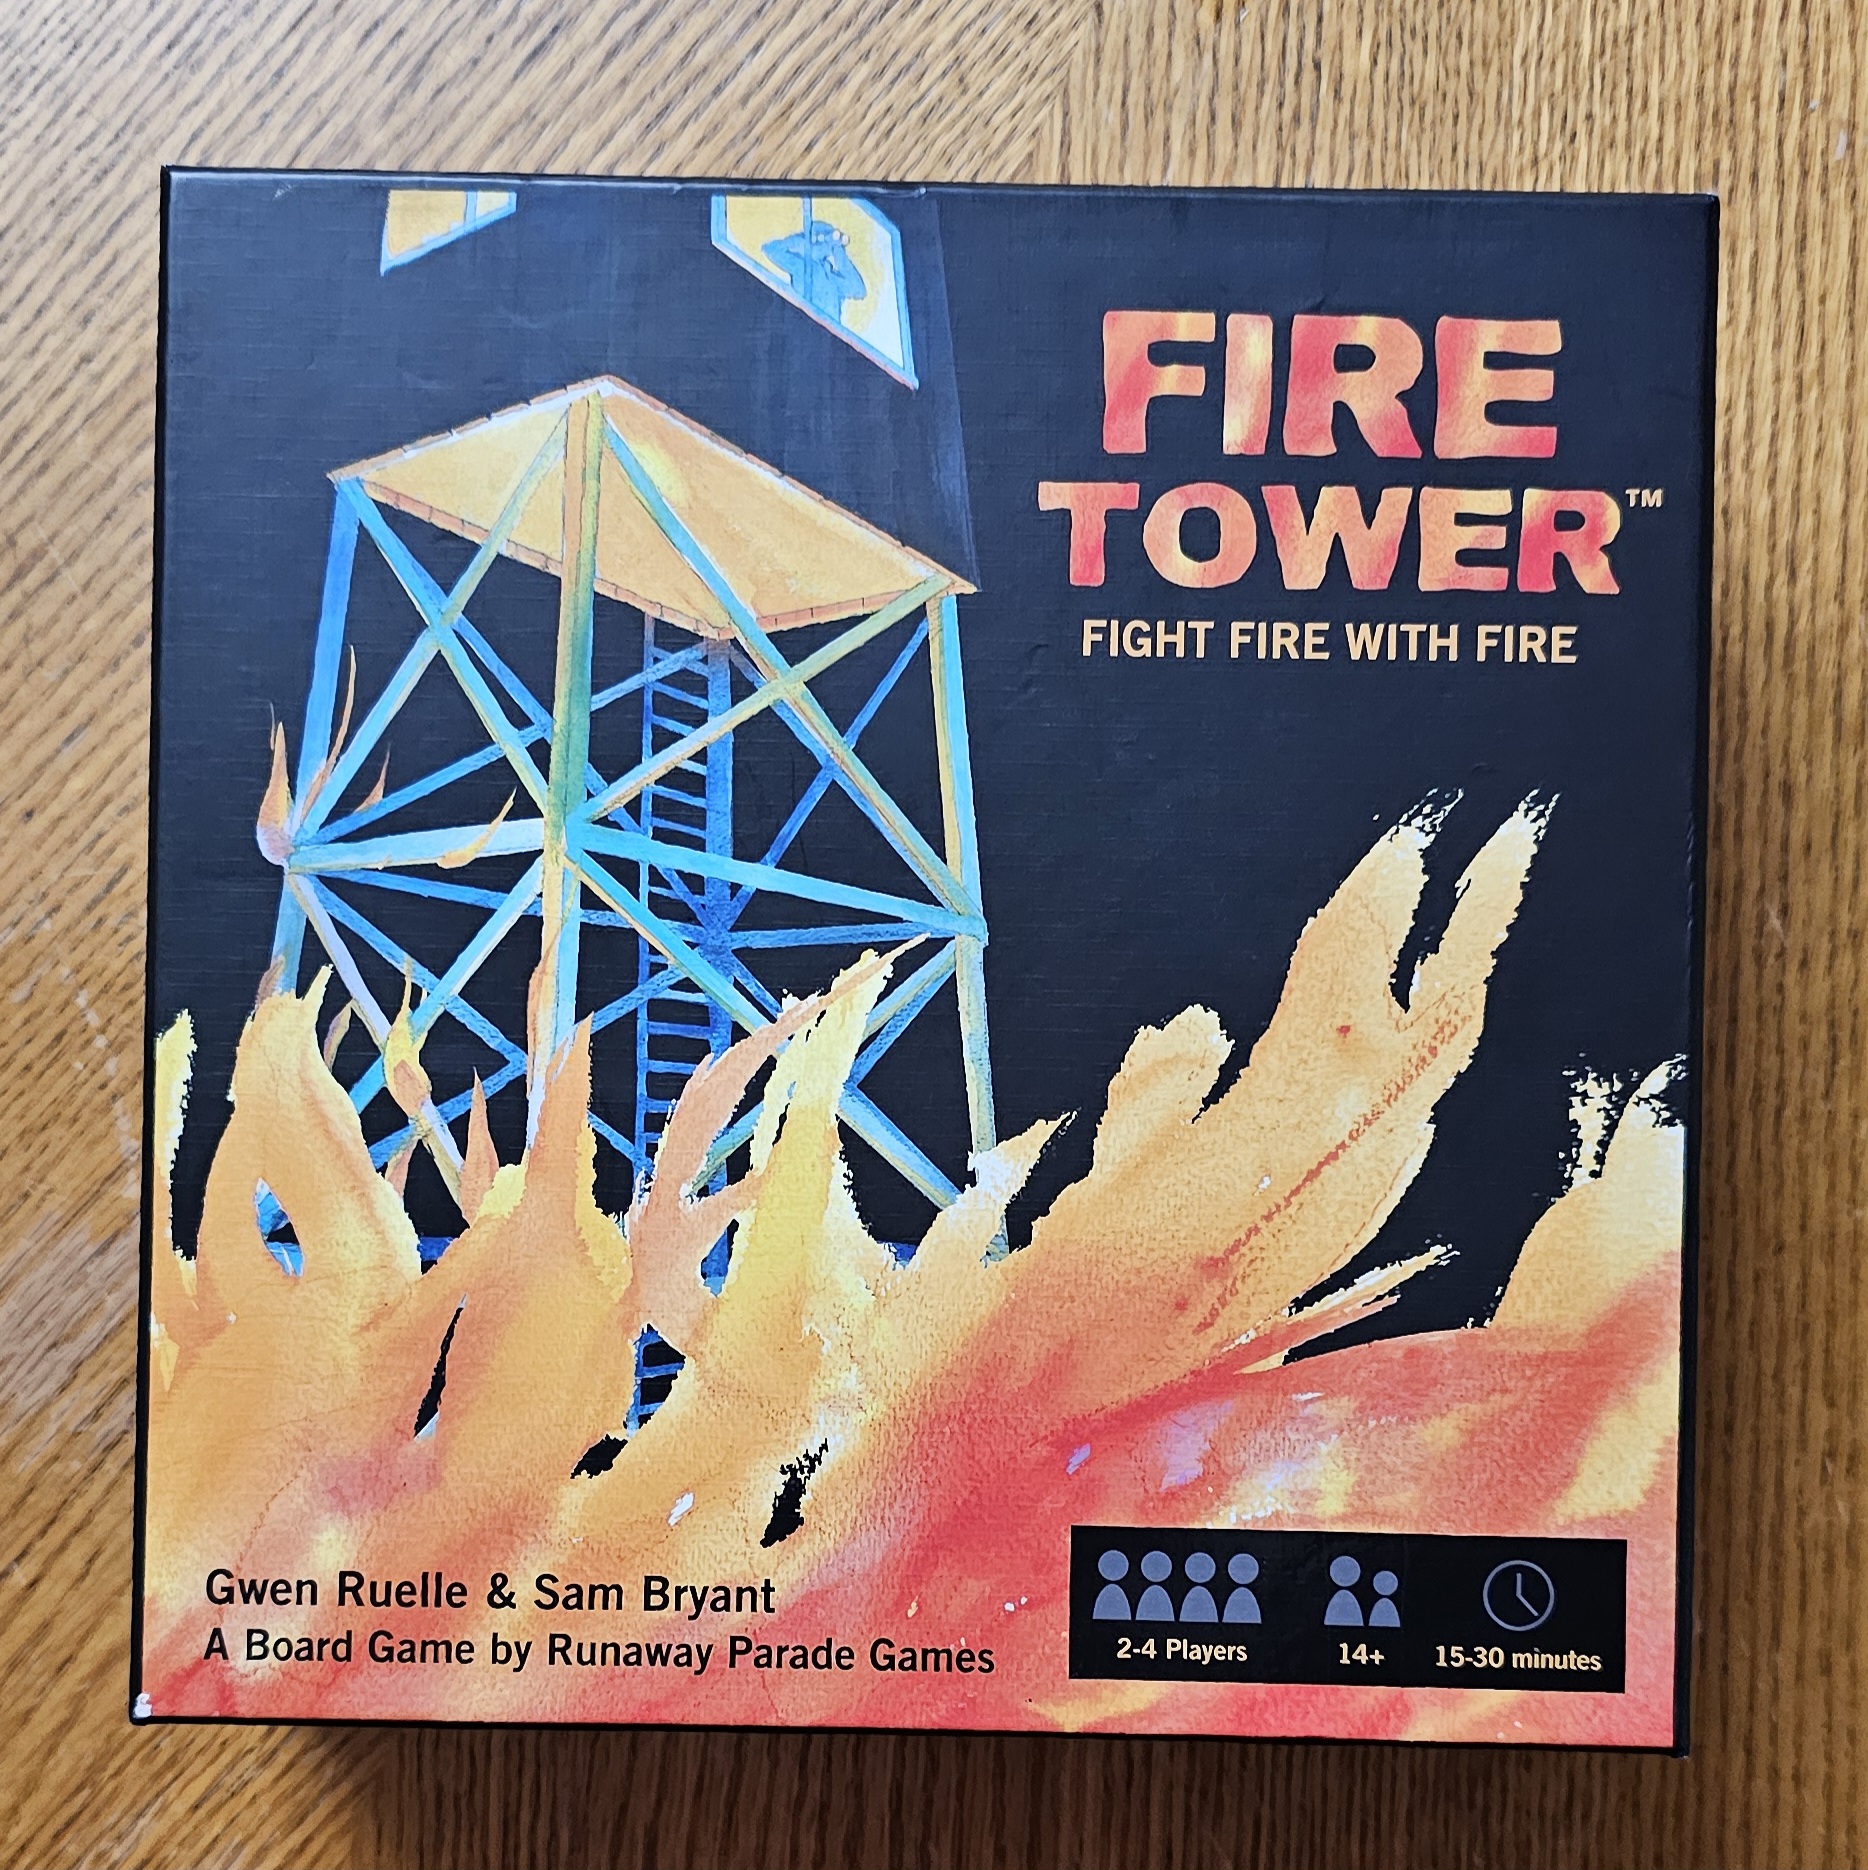 FIRE
TOWER™
FIGHT FIRE WITH FIRE
Gwen Ruelle & Sam Bryant
A Board Game by Runaway Parade Games
2-4 Players
14+
15-30 minutes